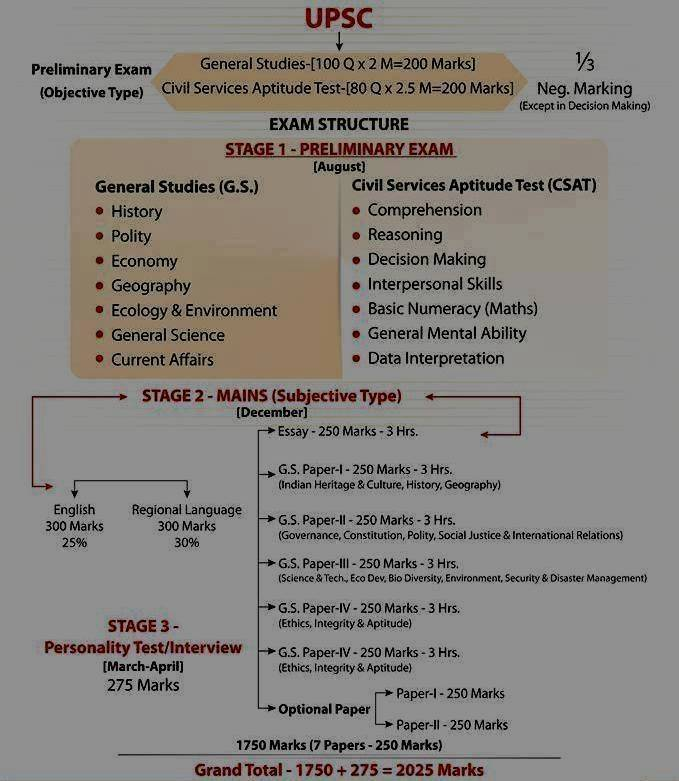 UPSC
Preliminary Exam
(Objective Type)
General Studies-[100 Q x 2 M=200 Marks]
Civil Services Aptitude Test-[80 Q x 2.5 M=200 Marks]
1/3
Neg. Marking
(Except in Decision Making)
EXAM STRUCTURE
STAGE 1 - PRELIMINARY EXAM
[August]
General Studies (G.S.)
• History
• Polity
• Economy
• Geography
• Ecology & Environment
• General Science
• Current Affairs
Civil Services Aptitude Test (CSAT)
• Comprehension
• Reasoning
• Decision Making
• Interpersonal Skills
• Basic Numeracy (Maths)
• General Mental Ability
• Data Interpretation
STAGE 2 - MAINS (Subjective Type)
[December]
English
300 Marks
25%
Regional Language
300 Marks
30%
Essay - 250 Marks - 3 Hrs.
G.S. Paper-I - 250 Marks - 3 Hrs.
(Indian Heritage & Culture, History, Geography)
G.S. Paper-II - 250 Marks - 3 Hrs.
(Governance, Constitution, Polity, Social Justice & International Relations)
G.S. Paper-III - 250 Marks - 3 Hrs.
(Science & Tech., Eco Dev, Bio Diversity, Environment, Security & Disaster Management)
G.S. Paper-IV - 250 Marks - 3 Hrs.
(Ethics, Integrity & Aptitude)
G.S. Paper-IV - 250 Marks - 3 Hrs.
(Ethics, Integrity & Aptitude)
Optional Paper
Paper-I - 250 Marks
Paper-II - 250 Marks
STAGE 3 -
Personality Test/Interview
[March-April]
275 Marks
1750 Marks (7 Papers - 250 Marks)
Grand Total - 1750 + 275 = 2025 Marks